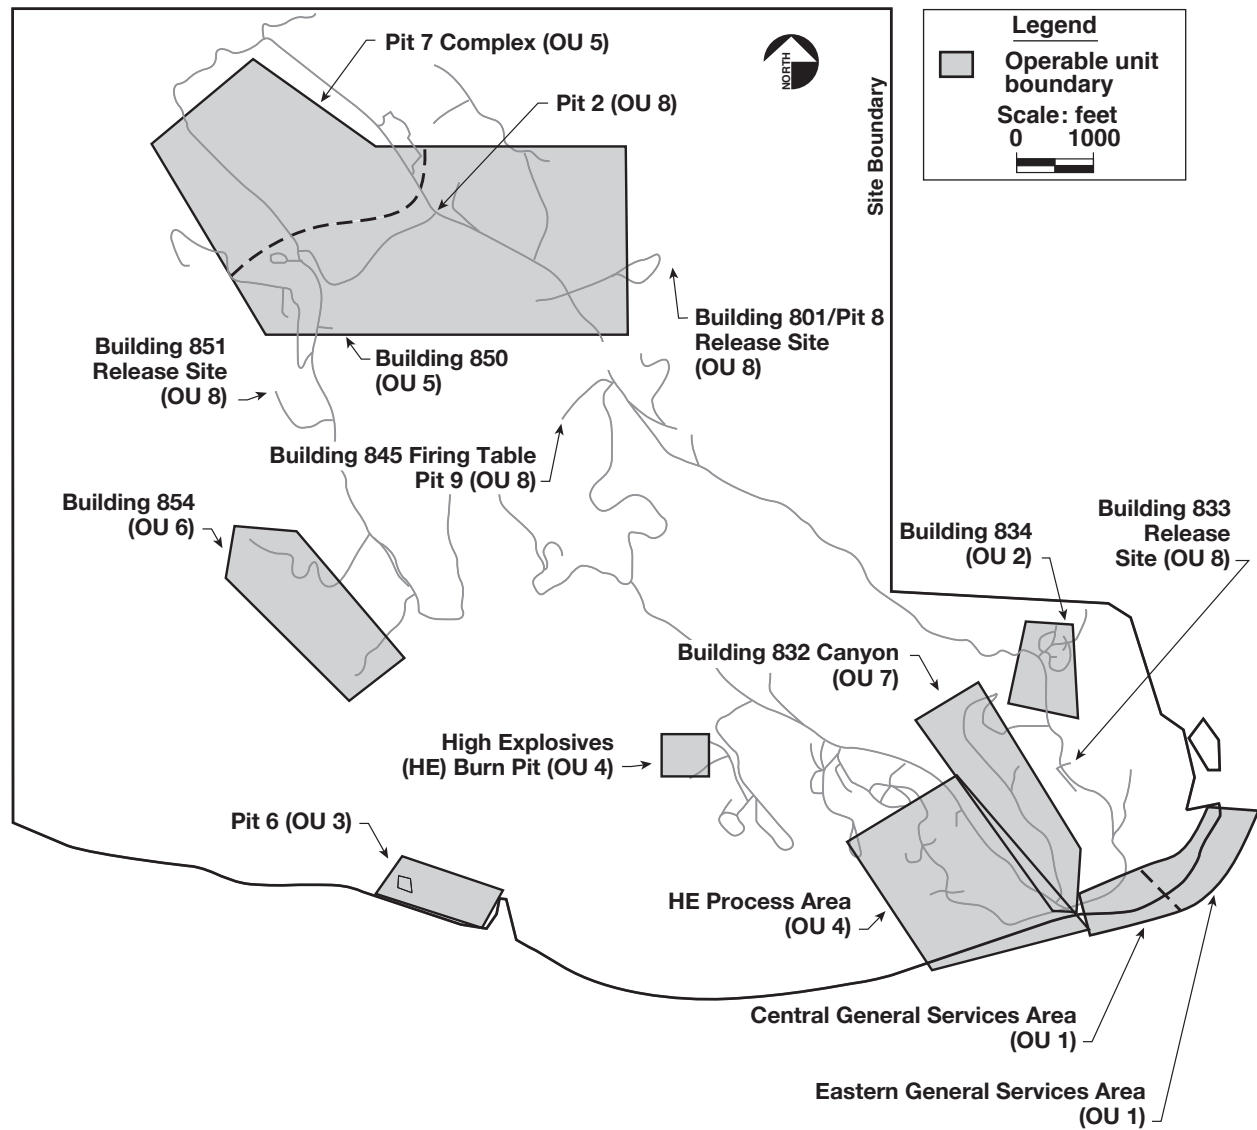 Legend
Operable unit
boundary
Scale: feet
0 1000
NORTH
Site Boundary
Pit 7 Complex (OU 5)
Pit 2 (OU 8)
Building 801/Pit 8
Release Site
(OU 8)
Building 851
Release Site
(OU 8)
Building 850
(OU 5)
Building 845 Firing Table
Pit 9 (OU 8)
Building 854
(OU 6)
Building 834
(OU 2)
Building 833
Release
Site (OU 8)
Building 832 Canyon
(OU 7)
High Explosives
(HE) Burn Pit (OU 4)
Pit 6 (OU 3)
HE Process Area
(OU 4)
Central General Services Area
(OU 1)
Eastern General Services Area
(OU 1)